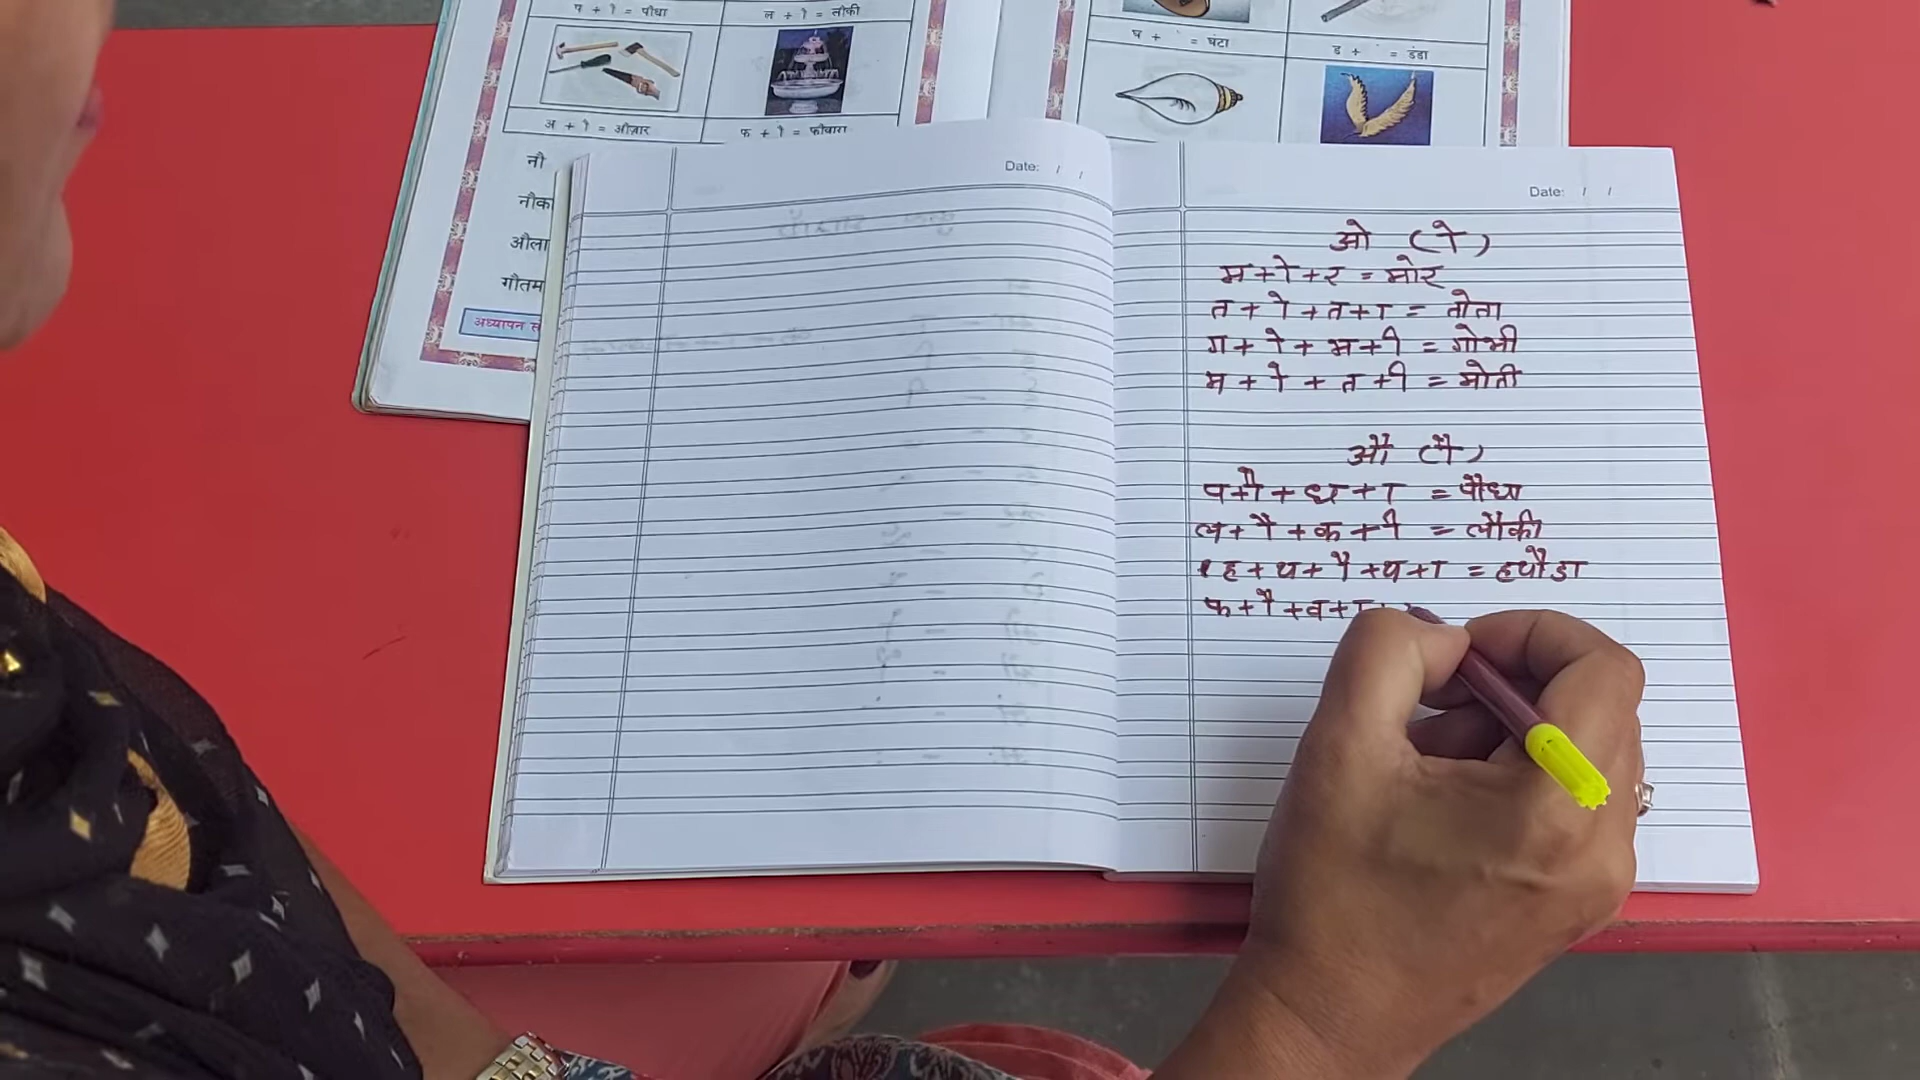 प + ौ = पौधा
ल + ौ = लौकी
अ + ौ = औज़ार
फ + ौ = फौवारा
नौ
नौका
औला
गौतम
अध्यापन
घ + ं = घंटा
ड + ं = डंडा
Date: / /
Date: / /
ओ (ो)
म+ो+र = मोर
त + ो + त+ा = तोता
ग + ो + भ+ी = गोभी
म + ो + त +ी = मोती
औ (ौ)
प+ौ + ध+ा = पौधा
ल+ौ +क+ी = लौकी
ह+थ+ौ+थ+ा = हथौडा
फ+ौ+व+ा+